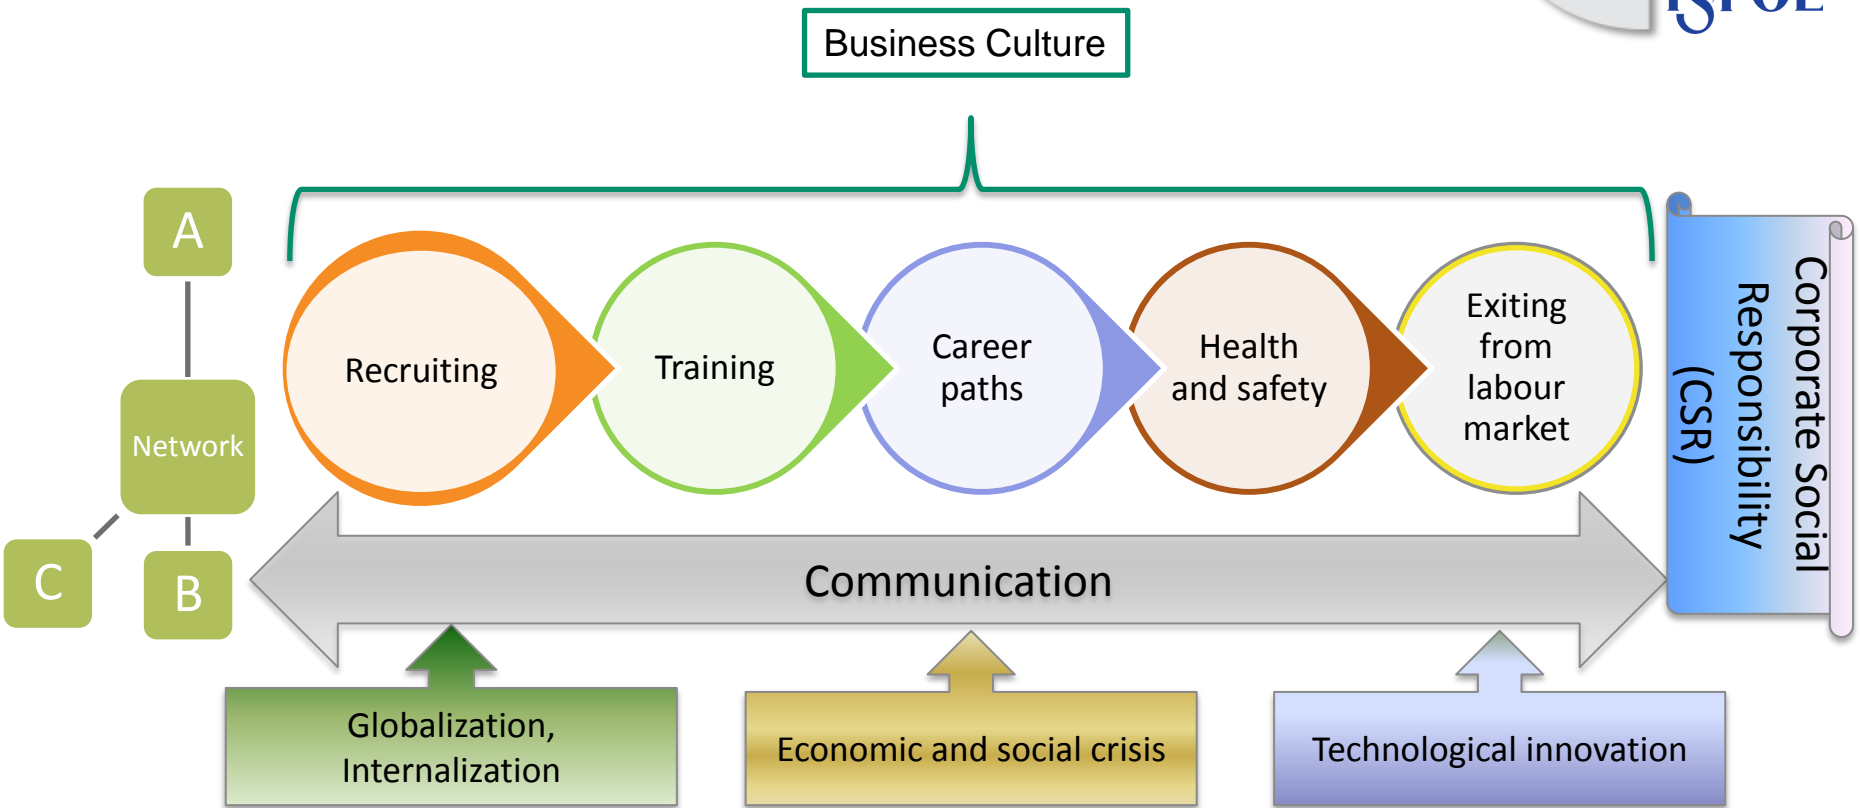 Business Culture
A
Network
C
B
Recruiting
Training
Career
paths
Health
and safety
Exiting
from
labour
market
Corporate Social
Responsibility
(CSR)
Communication
Globalization,
Internalization
Economic and social crisis
Technological innovation